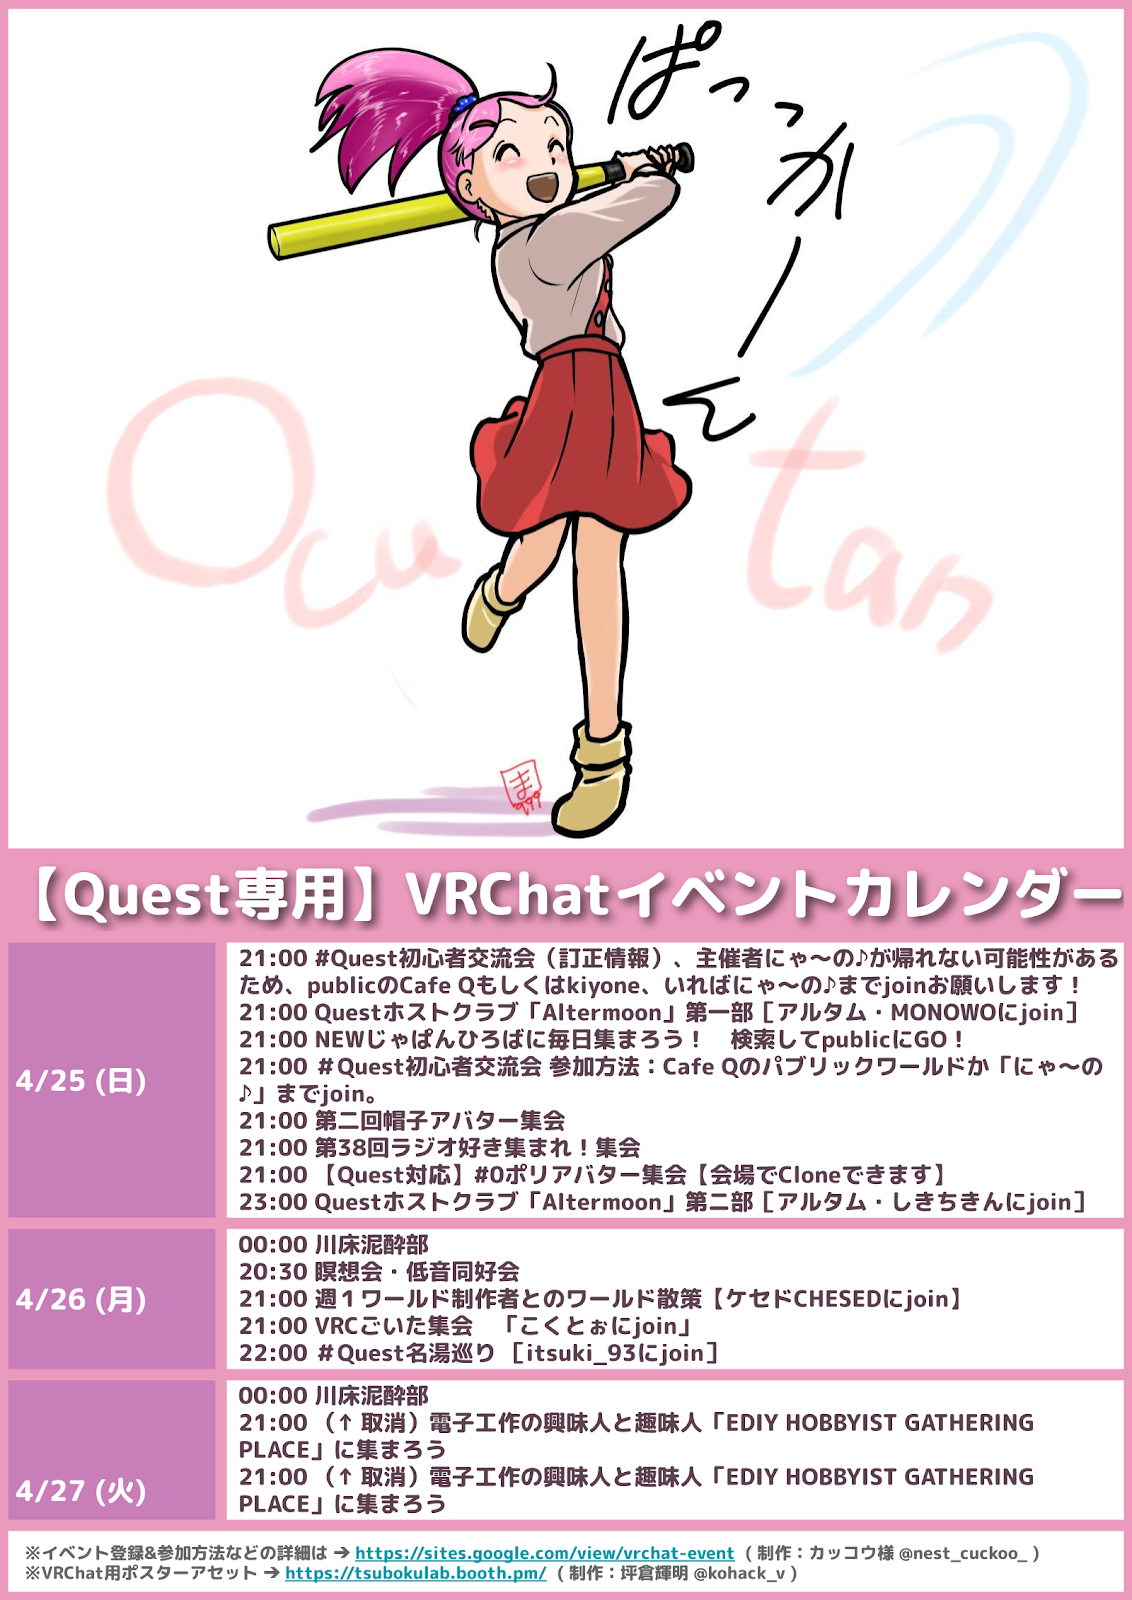 ぱっっかーん
Ocu tan
ま
999
【Quest専用】VRChatイベントカレンダー
4/25 (日)
21:00 #Quest初心者交流会（訂正情報）、主催者にゃ～の♪が帰れない可能性がある
ため、publicのCafe Qもしくはkiyone、いればにゃ～の♪までjoinお願いします！
21:00 Questホストクラブ「Altermoon」第一部［アルタム・MONOWOにjoin］
21:00 NEWじゃぱんひろばに毎日集まろう！　検索してpublicにGO！
21:00 ＃Quest初心者交流会 参加方法：Cafe Qのパブリックワールドか「にゃ～の
♪」までjoin。
21:00 第二回帽子アバター集会
21:00 第38回ラジオ好き集まれ！集会
21:00 【Quest対応】#0ポリアバター集会【会場でCloneできます】
23:00 Questホストクラブ「Altermoon」第二部［アルタム・しきちきんにjoin］
4/26 (月)
00:00 川床泥酔部
20:30 瞑想会・低音同好会
21:00 週１ワールド制作者とのワールド散策【ケセドCHESEDにjoin】
21:00 VRCごいた集会　「こくとぉにjoin」
22:00 ＃Quest名湯巡り ［itsuki_93にjoin］
4/27 (火)
00:00 川床泥酔部
21:00 （↑ 取消）電子工作の興味人と趣味人「EDIY HOBBYIST GATHERING
PLACE」に集まろう
21:00 （↑ 取消）電子工作の興味人と趣味人「EDIY HOBBYIST GATHERING
PLACE」に集まろう
※イベント登録&参加方法などの詳細は ➔ https://sites.google.com/view/vrchat-event （ 制作：カッコウ様 @nest_cuckoo_ ）
※VRChat用ポスターアセット ➔ https://tsubokulab.booth.pm/ （ 制作：坪倉輝明 @kohack_v ）